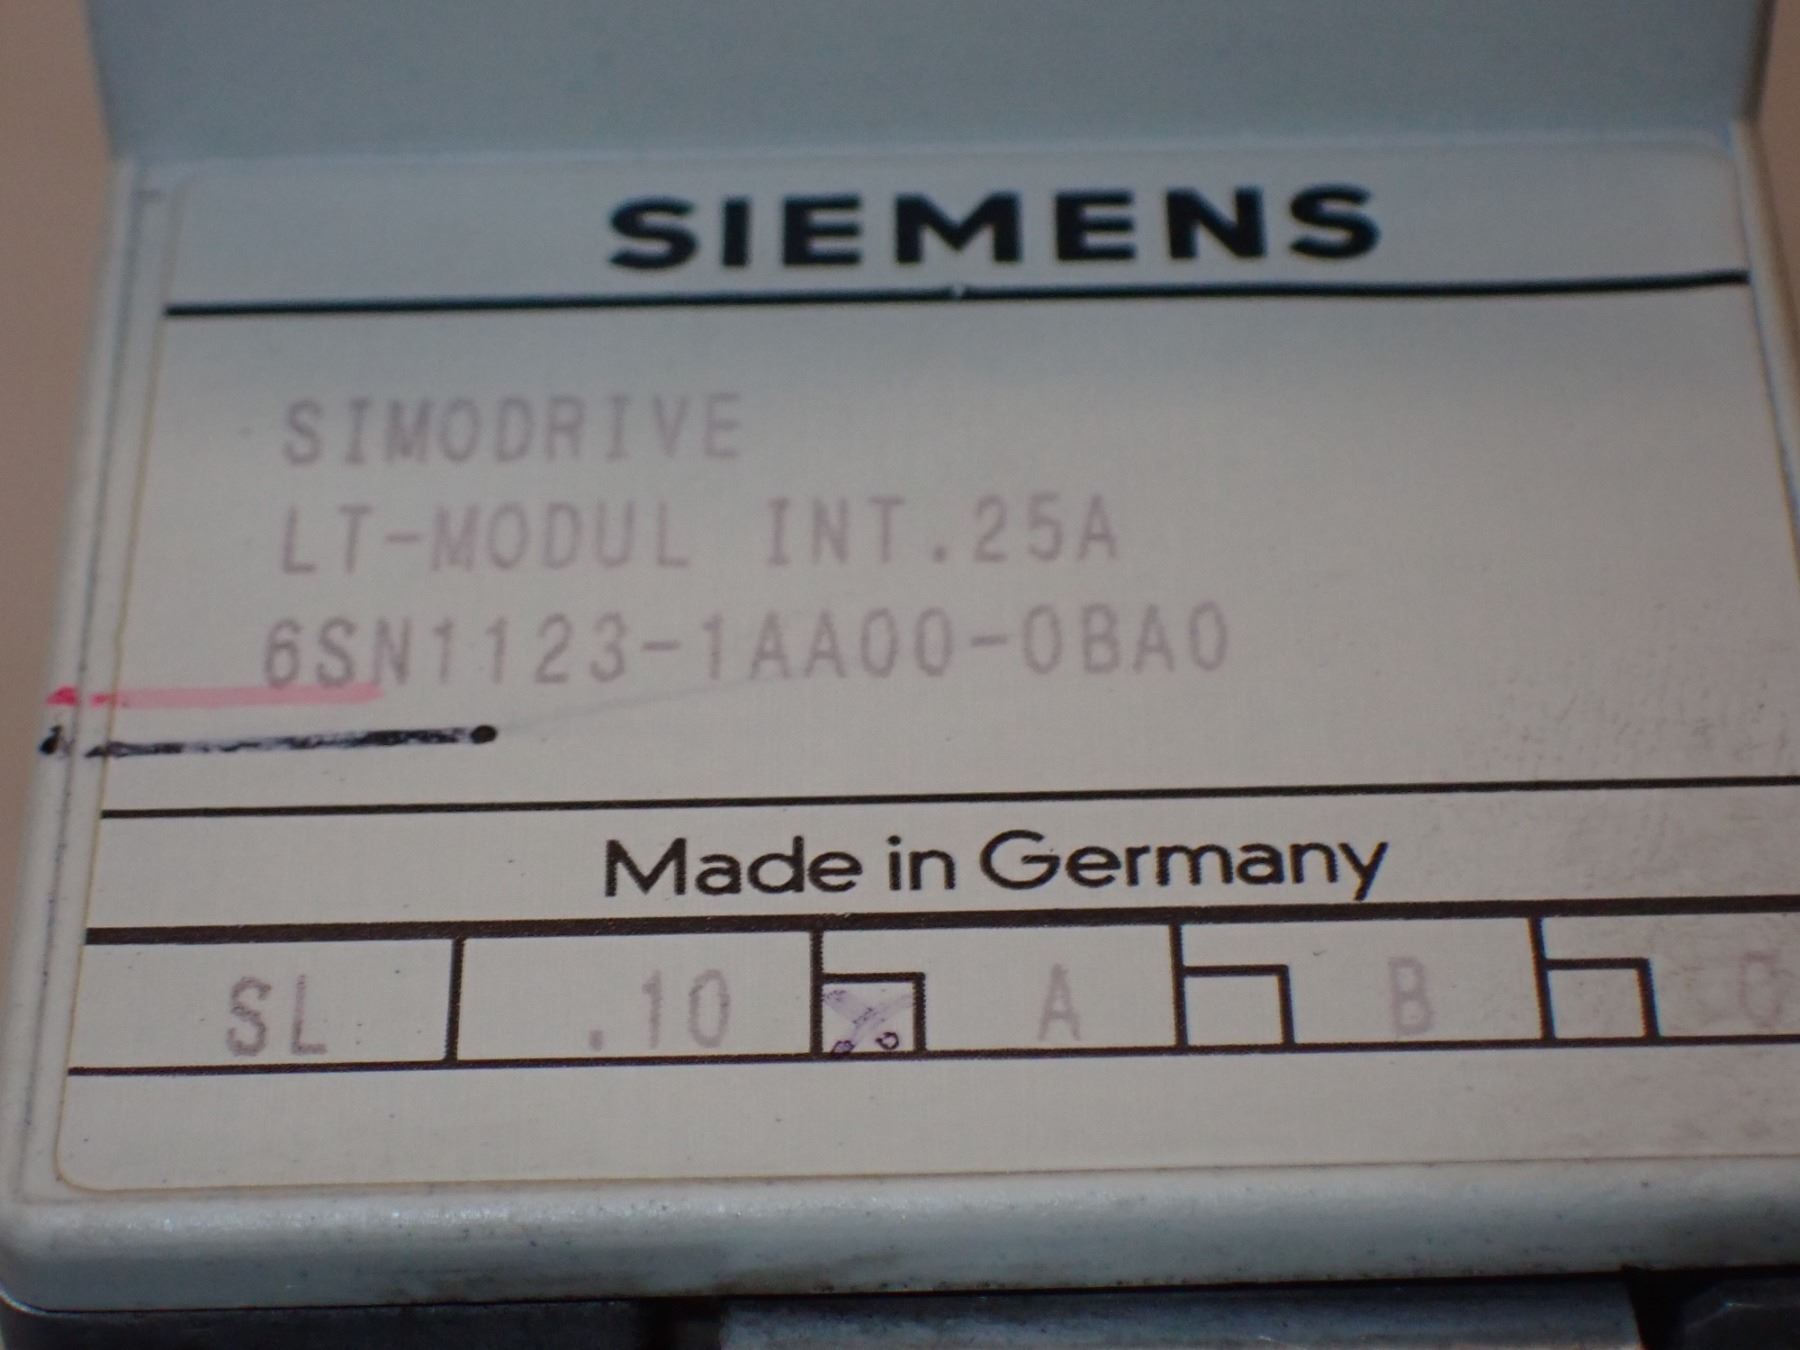 SIEMENS
SIMODRIVE
LT-MODUL INT.25A
6SN1123-1AA00-0BA0
Made in Germany
SL .10 A B C